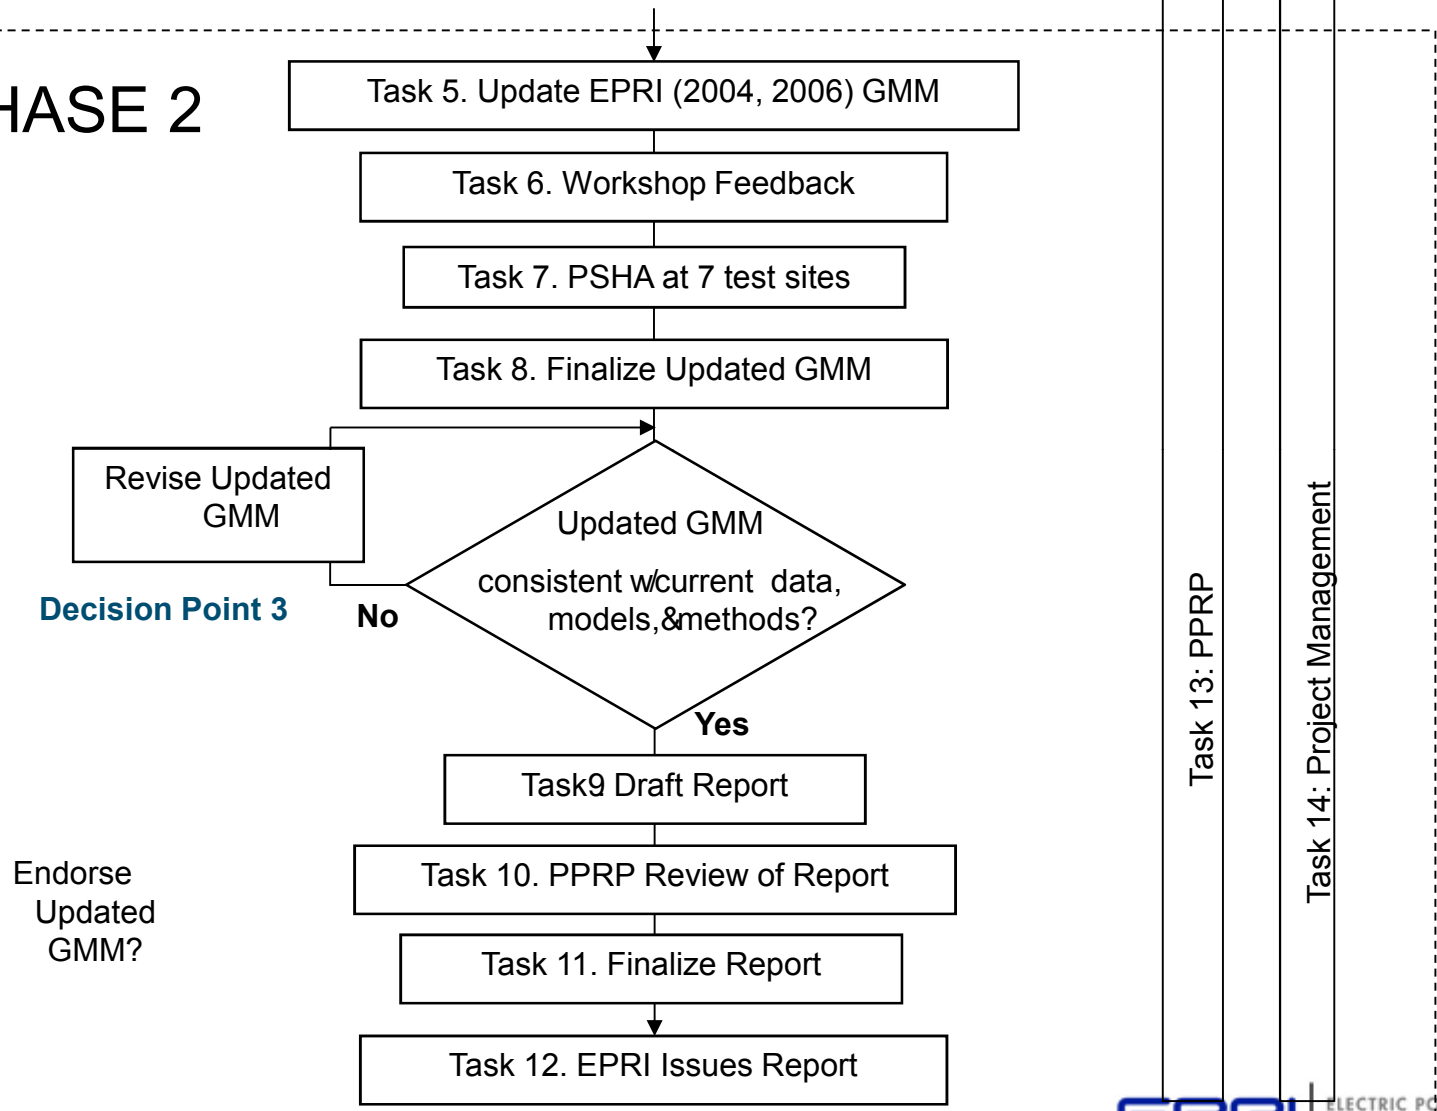 HASE 2
Task 5. Update EPRI (2004, 2006) GMM
Task 6. Workshop Feedback
Task 7. PSHA at 7 test sites
Task 8. Finalize Updated GMM
Revise Updated
GMM
Updated GMM
consistent w/current data,
models,&methods?
Decision Point 3
No
Yes
Task9 Draft Report
Task 10. PPRP Review of Report
Endorse
Updated
GMM?
Task 11. Finalize Report
Task 12. EPRI Issues Report
Task 13: PPRP
Task 14: Project Management
ELECTRIC PO